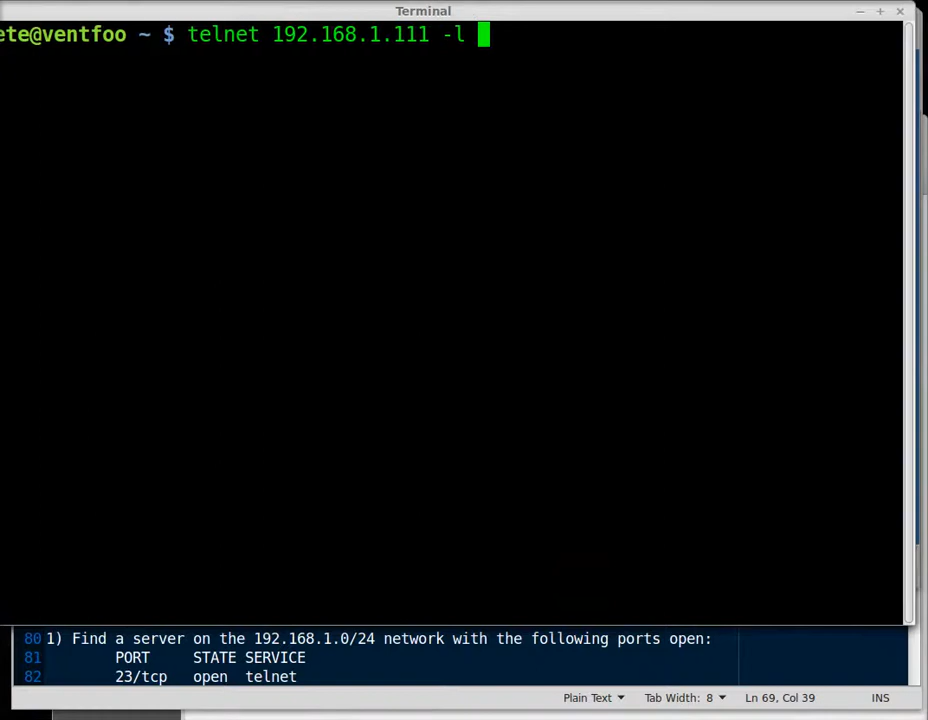 Terminal
ete@ventfoo ~ $ telnet 192.168.1.111 -l
80 1) Find a server on the 192.168.1.0/24 network with the following ports open:
81 PORT STATE SERVICE
82 23/tcp open telnet
Plain Text Tab Width: 8 Ln 69, Col 39 INS